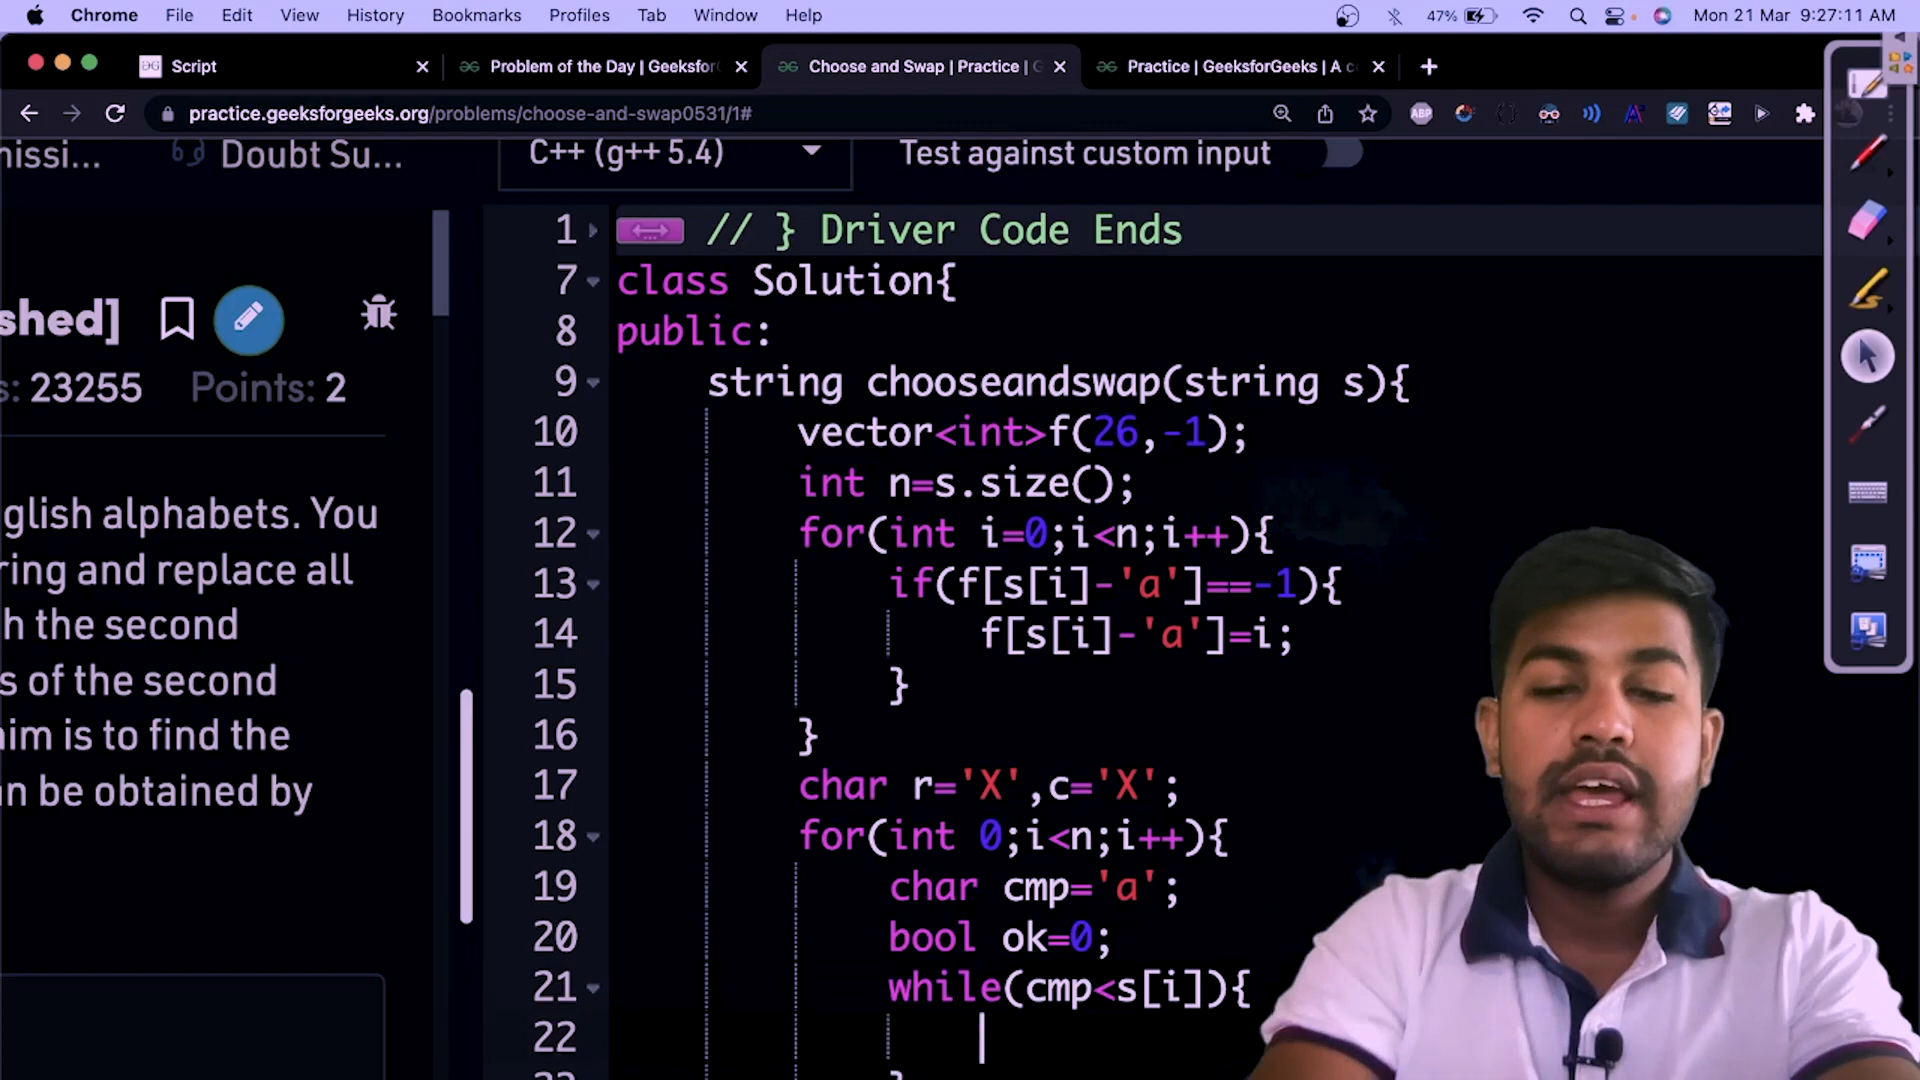 Chrome File Edit View History Bookmarks Profiles Tab Window Help 47% Mon 21 Mar 9:27:11 AM
Script Problem of the Day | Geeksfor Choose and Swap | Practice | G Practice | GeeksforGeeks | A c
practice.geeksforgeeks.org/problems/choose-and-swap0531/1#
nissi... Doubt Su... C++ (g++ 5.4) Test against custom input
shed]
s: 23255 Points: 2
glish alphabets. You
ring and replace all
h the second
s of the second
aim is to find the
an be obtained by
1 // } Driver Code Ends
7 class Solution{
8 public:
9 string chooseandswap(string s){
10 vector<int>f(26,-1);
11 int n=s.size();
12 for(int i=0;i<n;i++){
13 if(f[s[i]-'a']==-1){
14 f[s[i]-'a']=i;
15 }
16 }
17 char r='X',c='X';
18 for(int 0;i<n;i++){
19 char cmp='a';
20 bool ok=0;
21 while(cmp<s[i]){
22
23 }